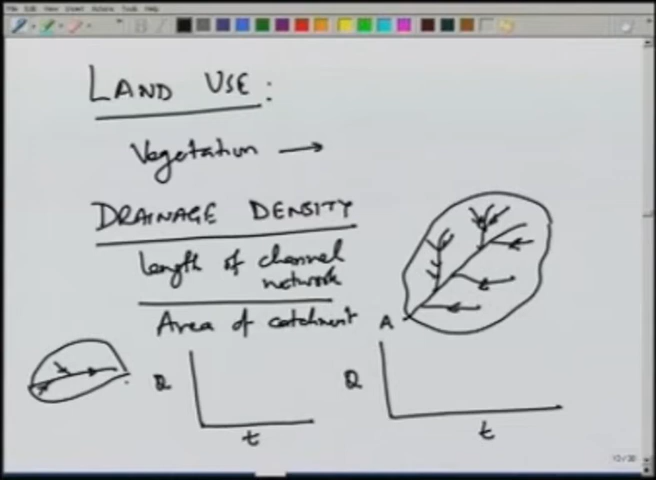 LAND USE:
Vegetation →
DRAINAGE DENSITY
Length of channel
network
Area of catchment
A
Q
t
Q
t